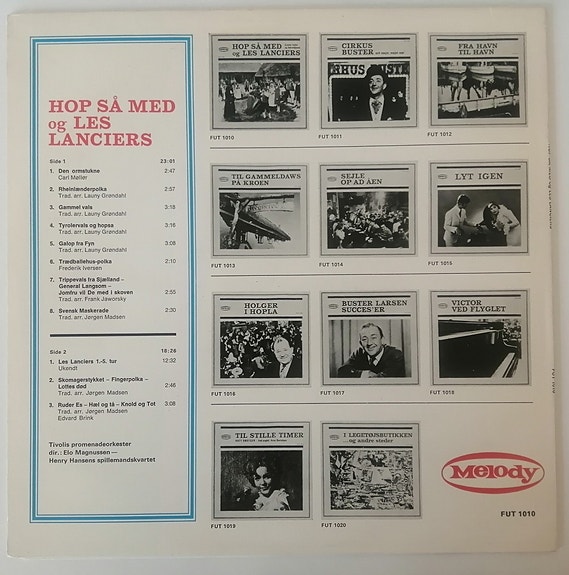 HOP SÅ MED
og LES
LANCIERS
Side 1 23:01
1. Den ormstukne 2:47
Carl Møller
2. Rheinlænderpolka 2:57
Trad. arr. Launy Grøndahl
3. Gammel vals 3:18
Trad. arr. Launy Grøndahl
4. Tyrolervals og hopsa 3:16
Trad. arr. Launy Grøndahl
5. Galop fra Fyn 3:08
Trad. arr. Launy Grøndahl
6. Trædballehus-polka 2:10
Frederik Iversen
7. Trippevals fra Sjælland –
General Langsom –
Jomfru vil De med i skoven 2:55
Trad. arr. Frank Jaworsky
8. Svensk Maskerade 2:30
Trad. arr. Jørgen Madsen
Side 2 18:26
1. Les Lanciers 1.-5. tur 12:32
Ukendt
2. Skomagerstykket – Fingerpolka –
Lottes død 2:46
Trad. arr. Jørgen Madsen
3. Ruder Es – Hæl og tå – Knold og Tot 3:08
Trad. arr. Jørgen Madsen
Edvard Brink
Tivolis promenadeorkester
dir.: Elo Magnussen —
Henry Hansens spillemandskvartet
HOP SÅ MED
og LES LANCIERS
FUT 1010
CIRKUS
BUSTER
FUT 1011
FRA HAVN
TIL HAVN
FUT 1012
TIL GAMMELDAWS
PÅ KROEN
FUT 1013
SEJLE
OP AD ÅEN
FUT 1014
LYT IGEN
FUT 1015
HOLGER
I HOPLA
FUT 1016
BUSTER LARSEN
SUCCES'ER
FUT 1017
VICTOR
VED FLYGLET
FUT 1018
TIL STILLE TIMER
FUT 1019
I LEGETØJSBUTIKKEN
...og andre steder
FUT 1020
Melody
FUT 1010